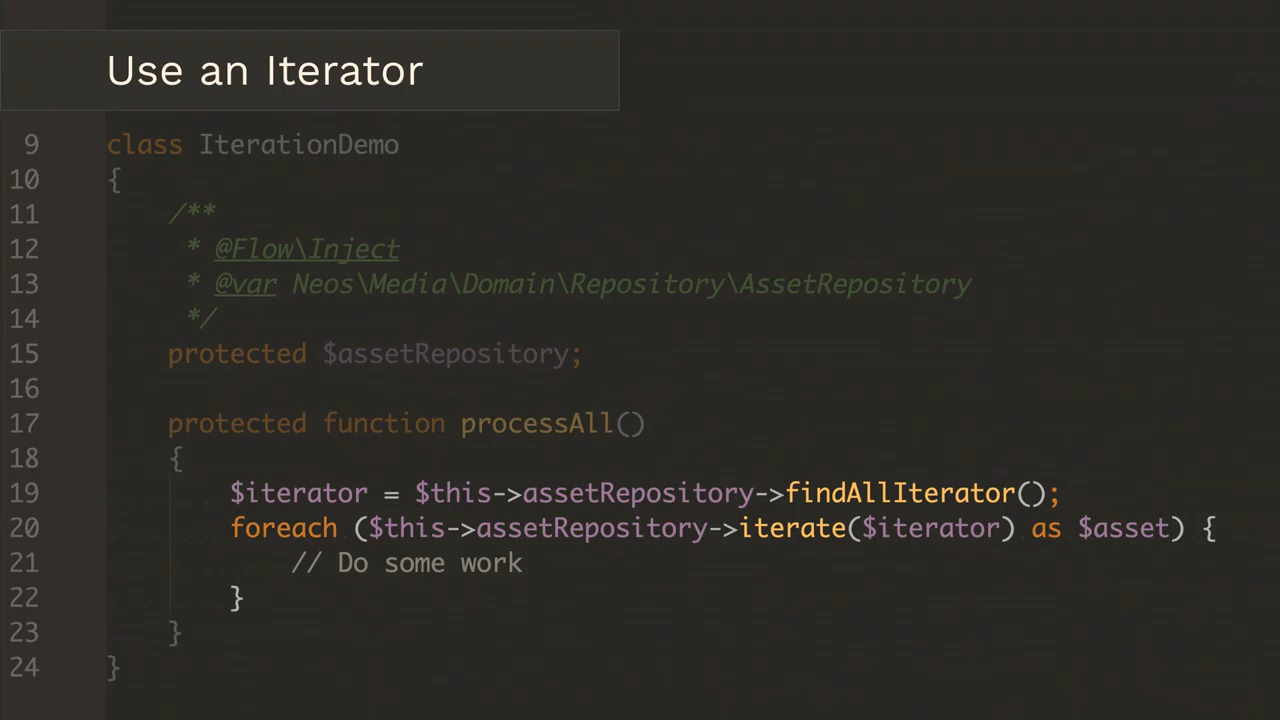 Use an Iterator
9 class IterationDemo
10 {
11 /**
12 * @Flow\Inject
13 * @var Neos\Media\Domain\Repository\AssetRepository
14 */
15 protected $assetRepository;
16
17 protected function processAll()
18 {
19 $iterator = $this->assetRepository->findAllIterator();
20 foreach ($this->assetRepository->iterate($iterator) as $asset) {
21 // Do some work
22 }
23 }
24 }